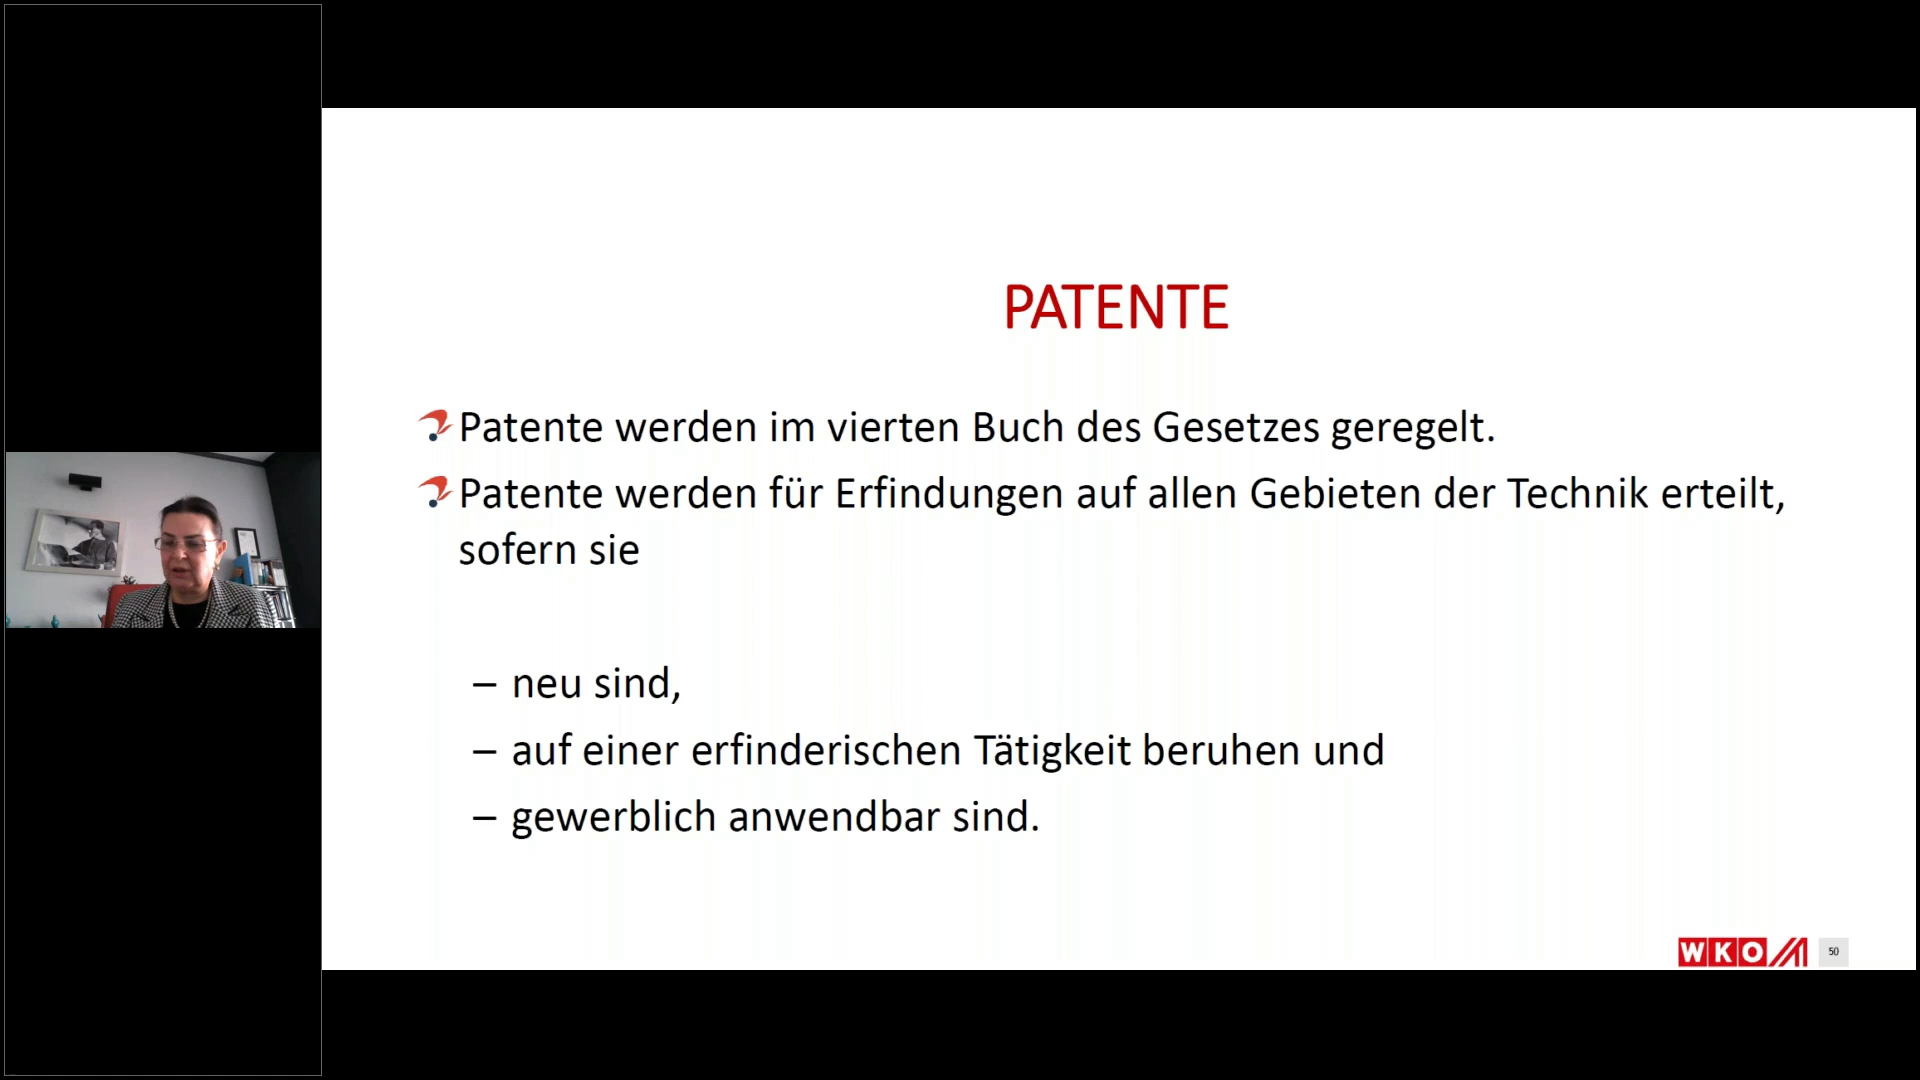 PATENTE
Patente werden im vierten Buch des Gesetzes geregelt.
Patente werden für Erfindungen auf allen Gebieten der Technik erteilt,
sofern sie
– neu sind,
– auf einer erfinderischen Tätigkeit beruhen und
– gewerblich anwendbar sind.
WKO
50